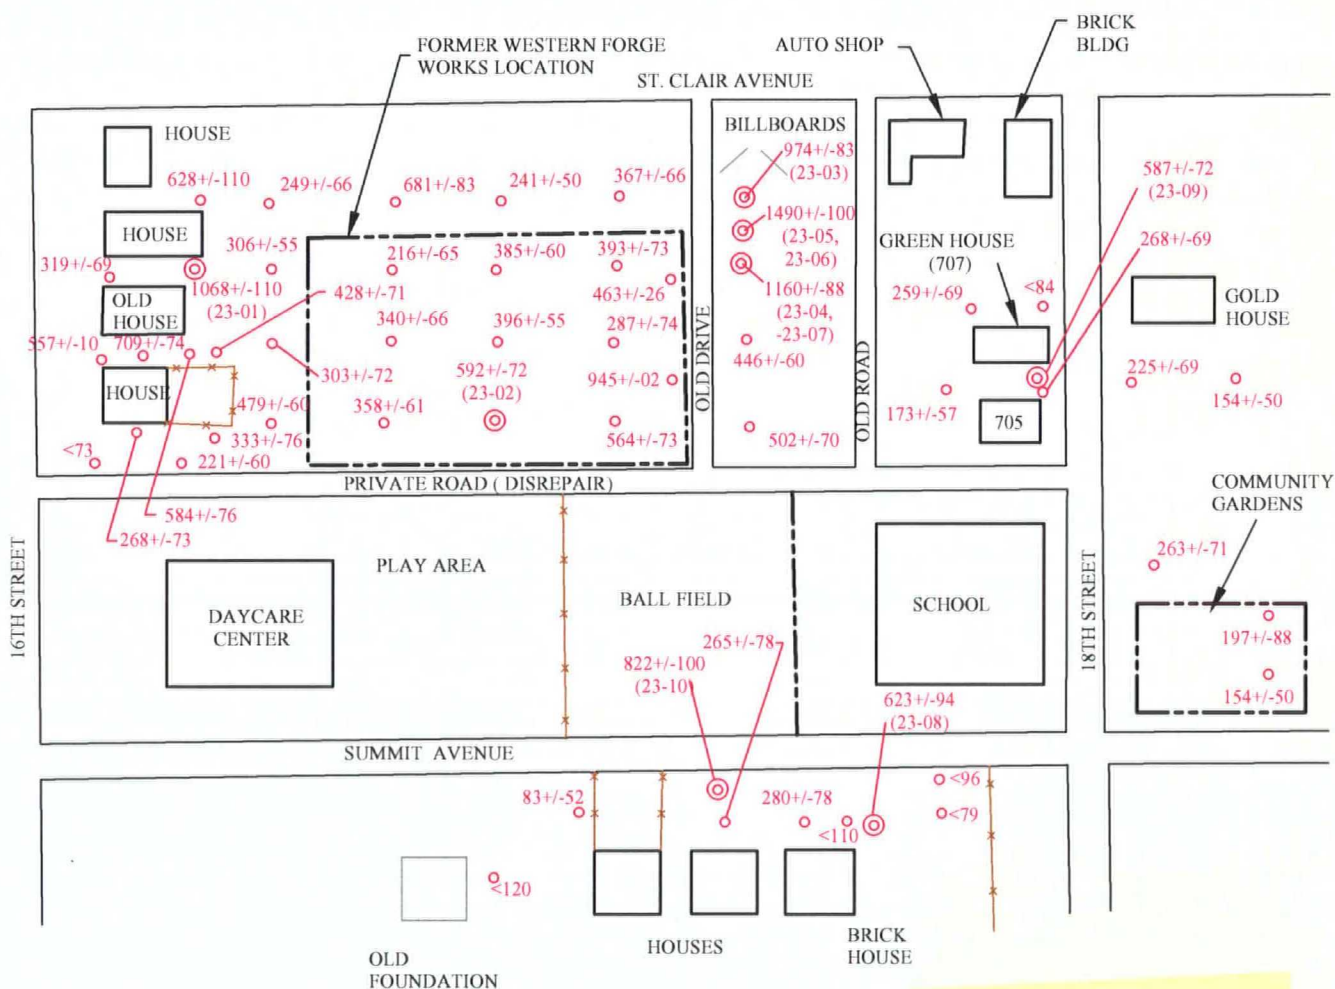 BRICK
BLDG
FORMER WESTERN FORGE
WORKS LOCATION
AUTO SHOP
ST. CLAIR AVENUE
HOUSE
BILLBOARDS
974+/-83
(23-03)
628+/-110
249+/-66
681+/-83
241+/-50
367+/-66
587+/-72
(23-09)
1490+/-100
(23-05,
23-06)
HOUSE
306+/-55
216+/-65
385+/-60
393+/-73
GREEN HOUSE
(707)
268+/-69
319+/-69
1068+/-110
(23-01)
428+/-71
463+/-26
1160+/-88
(23-04,
-23-07)
259+/-69
<84
OLD
HOUSE
GOLD
HOUSE
340+/-66
396+/-55
287+/-74
OLD DRIVE
446+/-60
OLD ROAD
557+/-10
709+/-74
HOUSE
303+/-72
592+/-72
(23-02)
945+/-02
225+/-69
154+/-50
173+/-57
479+/-60
358+/-61
564+/-73
502+/-70
705
333+/-76
<73
221+/-60
PRIVATE ROAD ( DISREPAIR)
COMMUNITY
GARDENS
584+/-76
268+/-73
16TH STREET
PLAY AREA
263+/-71
DAYCARE
CENTER
BALL FIELD
SCHOOL
18TH STREET
265+/-78
197+/-88
822+/-100
(23-10)
623+/-94
(23-08)
154+/-50
SUMMIT AVENUE
83+/-52
280+/-78
<96
<110
<79
<120
HOUSES
BRICK
HOUSE
OLD
FOUNDATION